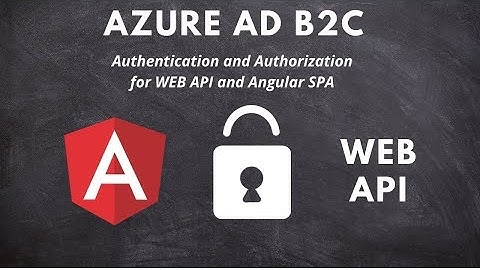 AZURE AD B2C
Authentication and Authorization
for WEB API and Angular SPA
A
WEB
API